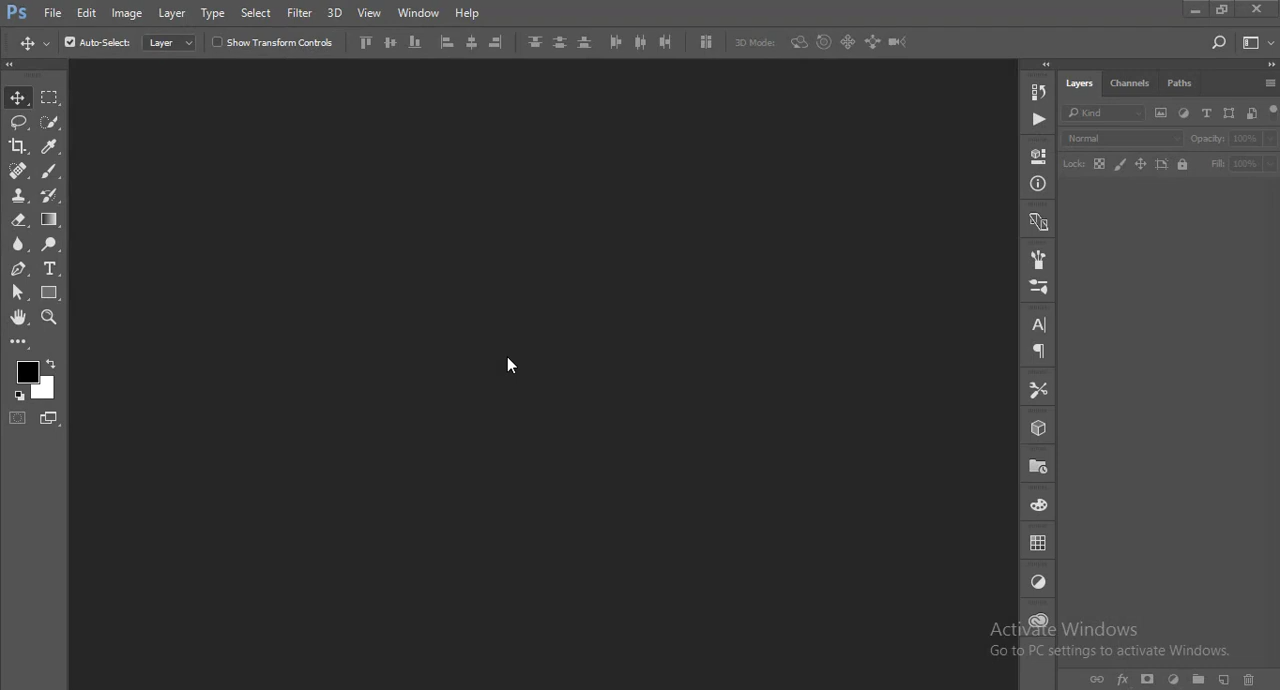 Ps File Edit Image Layer Type Select Filter 3D View Window Help
Auto-Select: Layer Show Transform Controls 3D Mode:
Layers Channels Paths
Kind
Normal Opacity: 100%
Lock: Fill: 100%
Activate Windows
Go to PC settings to activate Windows.